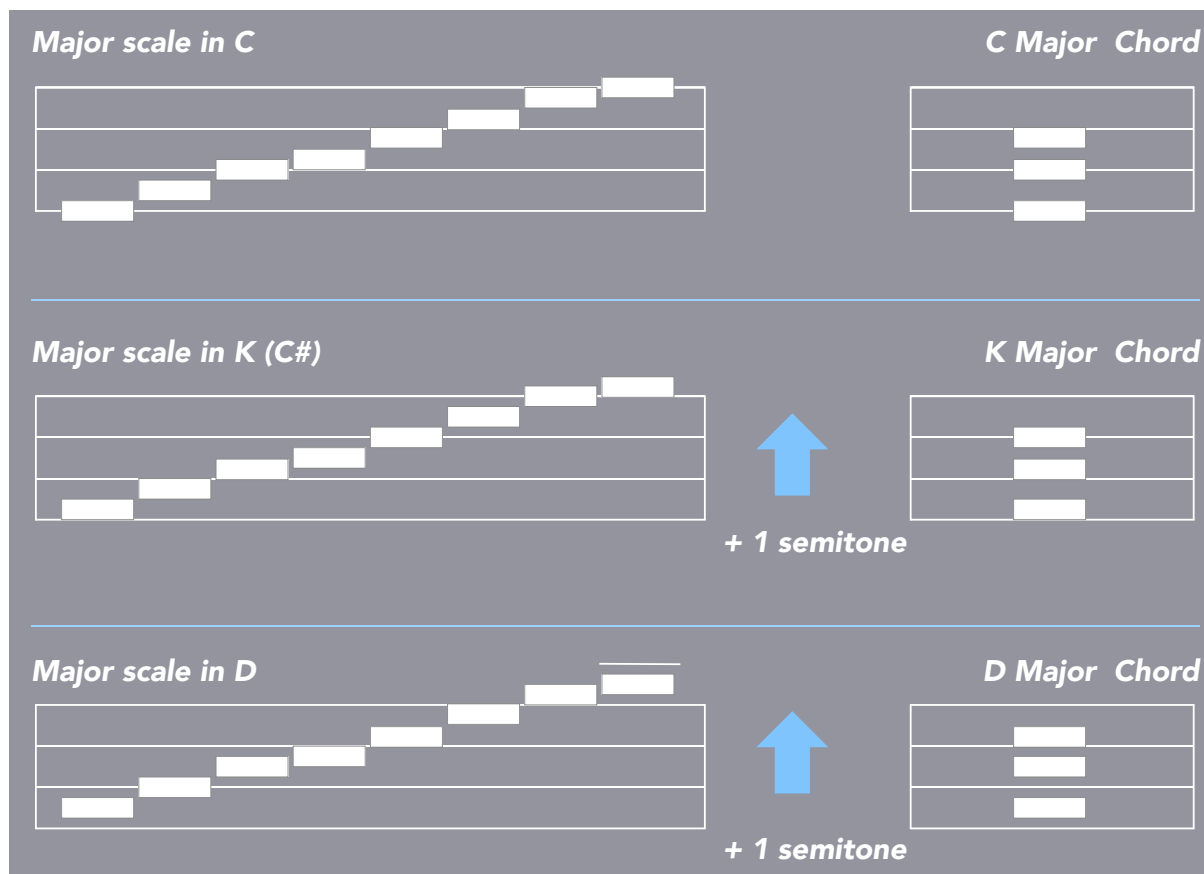 Major scale in C
C Major Chord
Major scale in K (C#)
K Major Chord
+ 1 semitone
Major scale in D
D Major Chord
+ 1 semitone